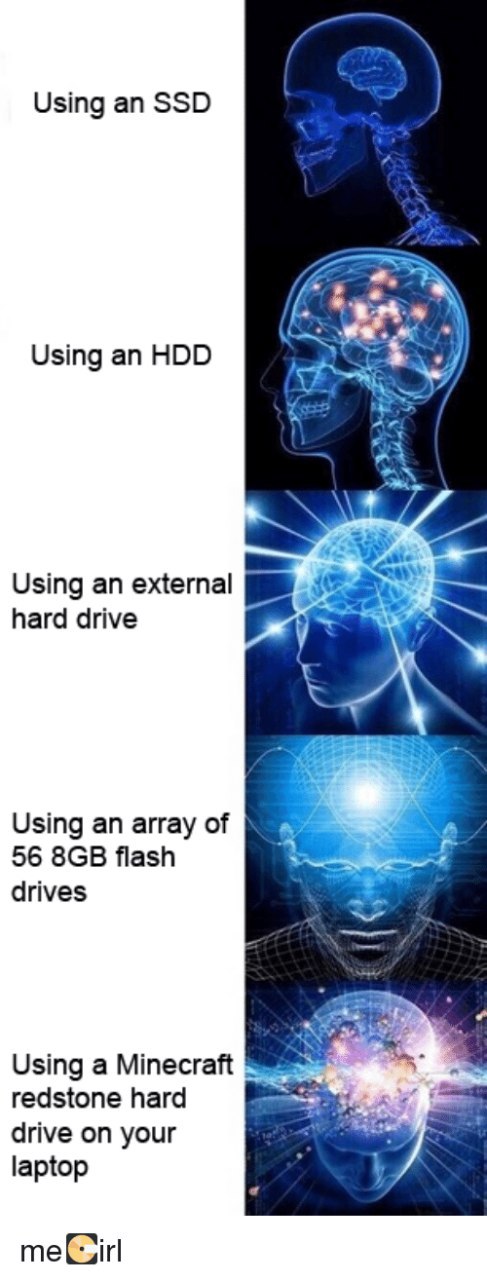 Using an SSD
Using an HDD
Using an external
hard drive
Using an array of
56 8GB flash
drives
Using a Minecraft
redstone hard
drive on your
laptop
me💽irl